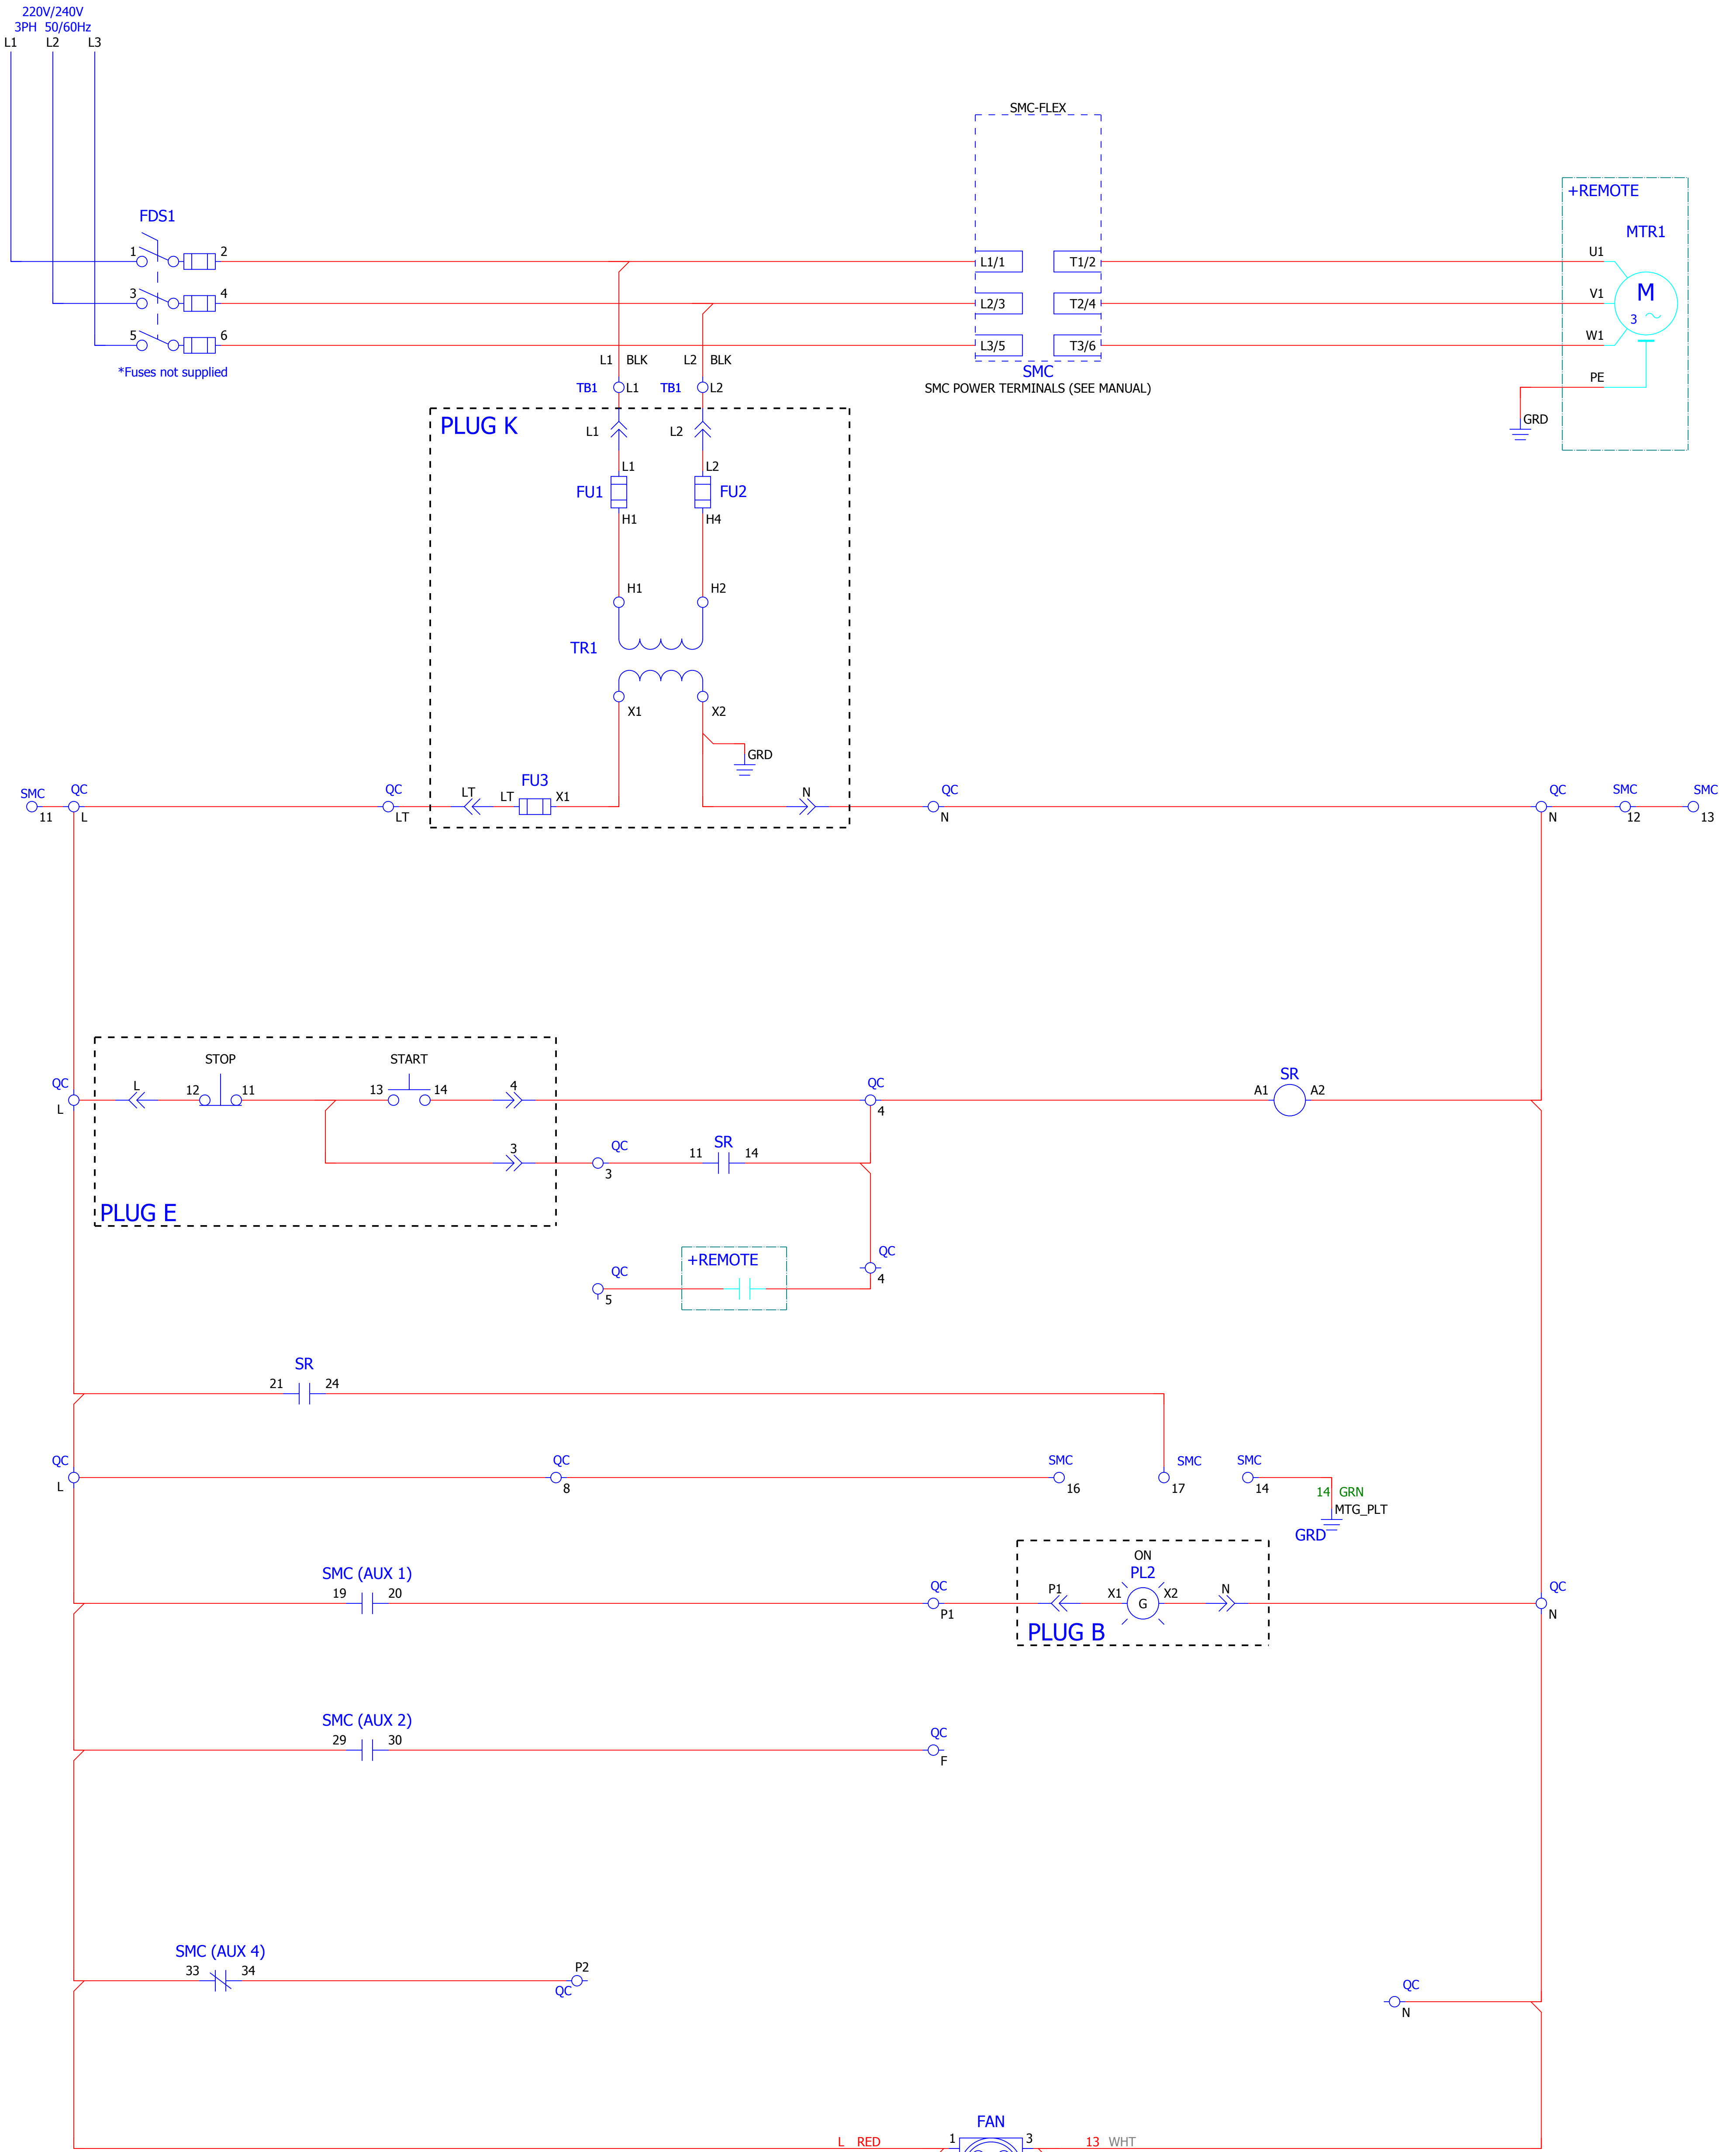 220V/240V
3PH 50/60Hz
L1 L2 L3
SMC-FLEX
+REMOTE
FDS1
MTR1
1 2
L1/1 T1/2
U1
3 4
L2/3 T2/4
V1
M
3
5 6
L3/5 T3/6
W1
*Fuses not supplied
L1 BLK L2 BLK
SMC
SMC POWER TERMINALS (SEE MANUAL)
PE
TB1 L1 TB1 L2
GRD
PLUG K
L1 L2
L1 L2
FU1 FU2
H1 H4
H1 H2
TR1
X1 X2
GRD
FU3
SMC QC QC LT LT X1 N QC QC SMC SMC
11 L LT N N 12 13
STOP START
QC L 12 11 13 14 4 QC SR
L 4 A1 A2
3 QC 11 SR 14
3
PLUG E
+REMOTE
QC
4
QC
5
SR
21 24
QC QC SMC SMC SMC
L 8 16 17 14
14 GRN
MTG_PLT
GRD
ON
PL2
SMC (AUX 1)
19 20 QC P1 X1 G X2 N QC
P1 N
PLUG B
SMC (AUX 2)
29 30 QC
F
SMC (AUX 4)
33 34 P2
QC
QC
N
FAN
L RED 1 3 13 WHT